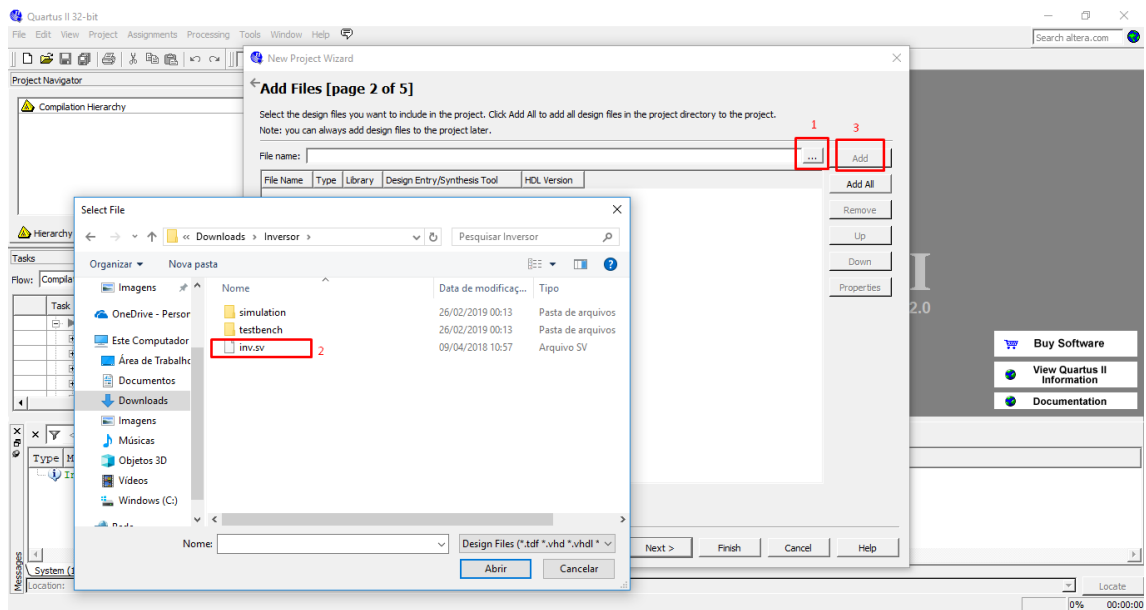 Quartus II 32-bit
File Edit View Project Assignments Processing Tools Window Help
Search altera.com
Project Navigator
Compilation Hierarchy
Hierarchy
Tasks
Flow: Compila
Task
New Project Wizard
Add Files [page 2 of 5]
Select the design files you want to include in the project. Click Add All to add all design files in the project directory to the project.
Note: you can always add design files to the project later.
1
3
File name:
...
Add
File Name Type Library Design Entry/Synthesis Tool HDL Version
Add All
Remove
Up
Down
Properties
Select File
« Downloads > Inversor >
Pesquisar Inversor
Organizar
Nova pasta
Nome
Data de modificaç...
Tipo
Imagens
OneDrive - Person
Este Computador
Área de Trabalho
Documentos
Downloads
Imagens
Músicas
Objetos 3D
Vídeos
Windows (C:)
simulation 26/02/2019 00:13 Pasta de arquivos
testbench 26/02/2019 00:13 Pasta de arquivos
inv.sv 2 09/04/2018 10:57 Arquivo SV
Nome:
Design Files (*.tdf *.vhd *.vhdl *
Abrir
Cancelar
Next >
Finish
Cancel
Help
I
2.0
Buy Software
View Quartus II
Information
Documentation
Type M
Messages
System (1
Location:
Locate
0% 00:00:00